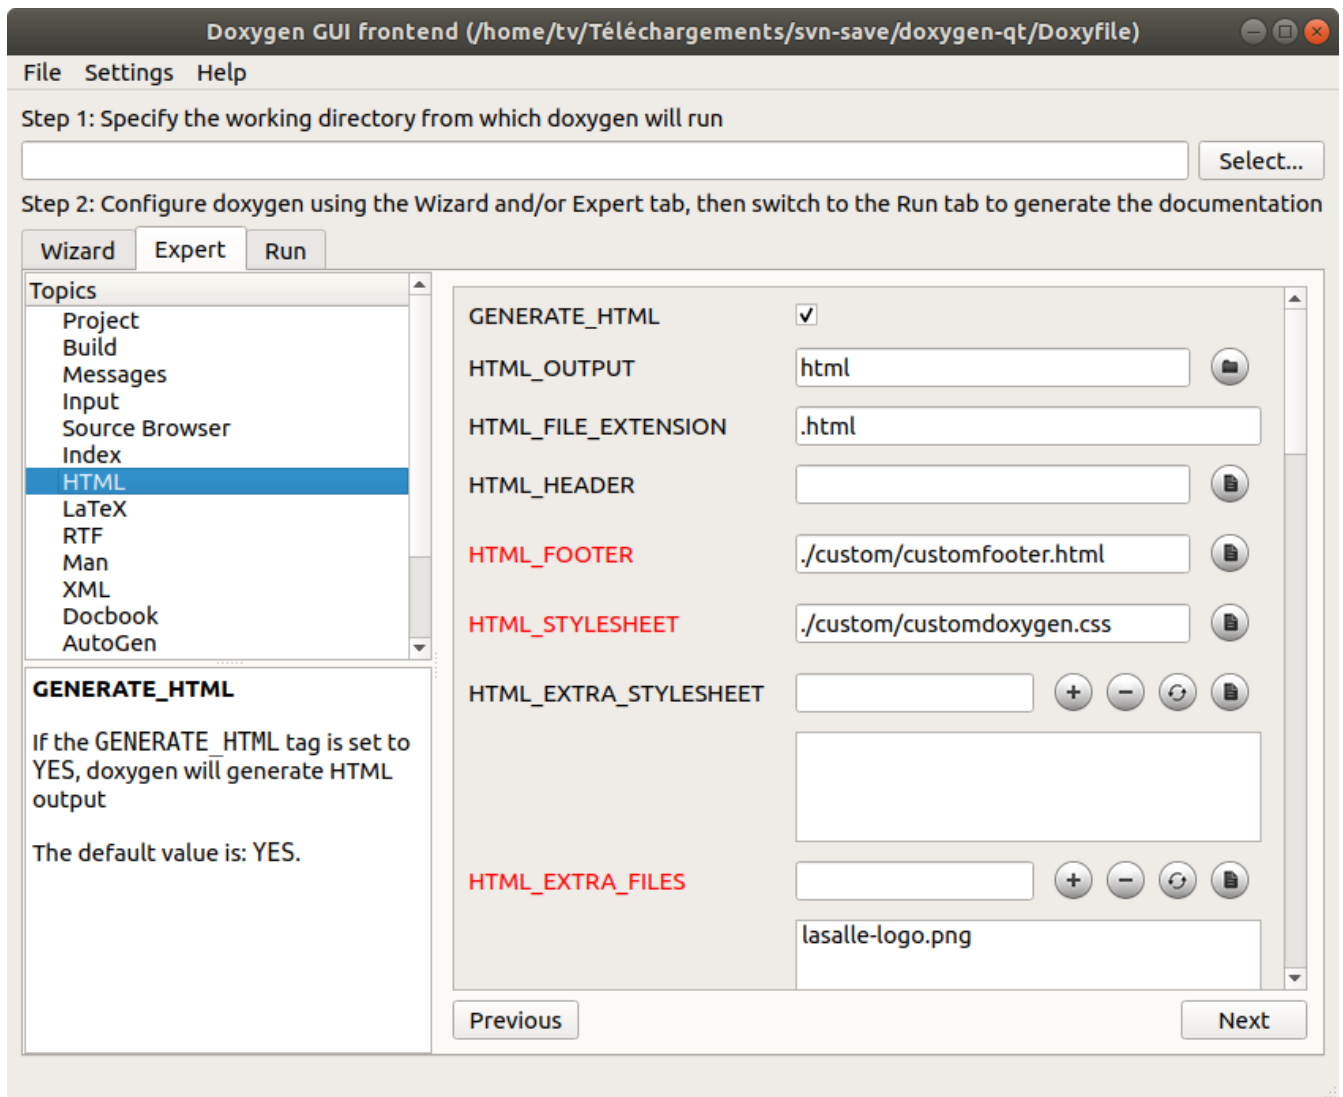 Doxygen GUI frontend (/home/tv/Téléchargements/svn-save/doxygen-qt/Doxyfile)
File Settings Help
Step 1: Specify the working directory from which doxygen will run
Select...
Step 2: Configure doxygen using the Wizard and/or Expert tab, then switch to the Run tab to generate the documentation
Wizard Expert Run
Topics
Project
Build
Messages
Input
Source Browser
Index
HTML
LaTeX
RTF
Man
XML
Docbook
AutoGen
GENERATE_HTML
If the GENERATE_HTML tag is set to
YES, doxygen will generate HTML
output
The default value is: YES.
GENERATE_HTML
HTML_OUTPUT html
HTML_FILE_EXTENSION .html
HTML_HEADER
HTML_FOOTER ./custom/customfooter.html
HTML_STYLESHEET ./custom/customdoxygen.css
HTML_EXTRA_STYLESHEET
HTML_EXTRA_FILES
lasalle-logo.png
Previous Next